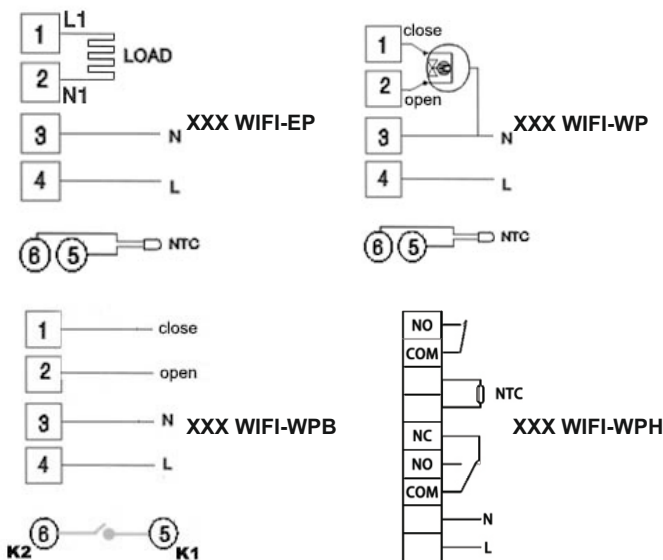 1 L1
LOAD
2 N1
3 N XXX WIFI-EP
4 L
6 5 NTC
1 close
2 open
3 N XXX WIFI-WP
4 L
6 5 NTC
1 close
2 open
3 N XXX WIFI-WPB
4 L
K2 6 5 K1
NO
COM
NTC
NC XXX WIFI-WPH
NO
COM
N
L